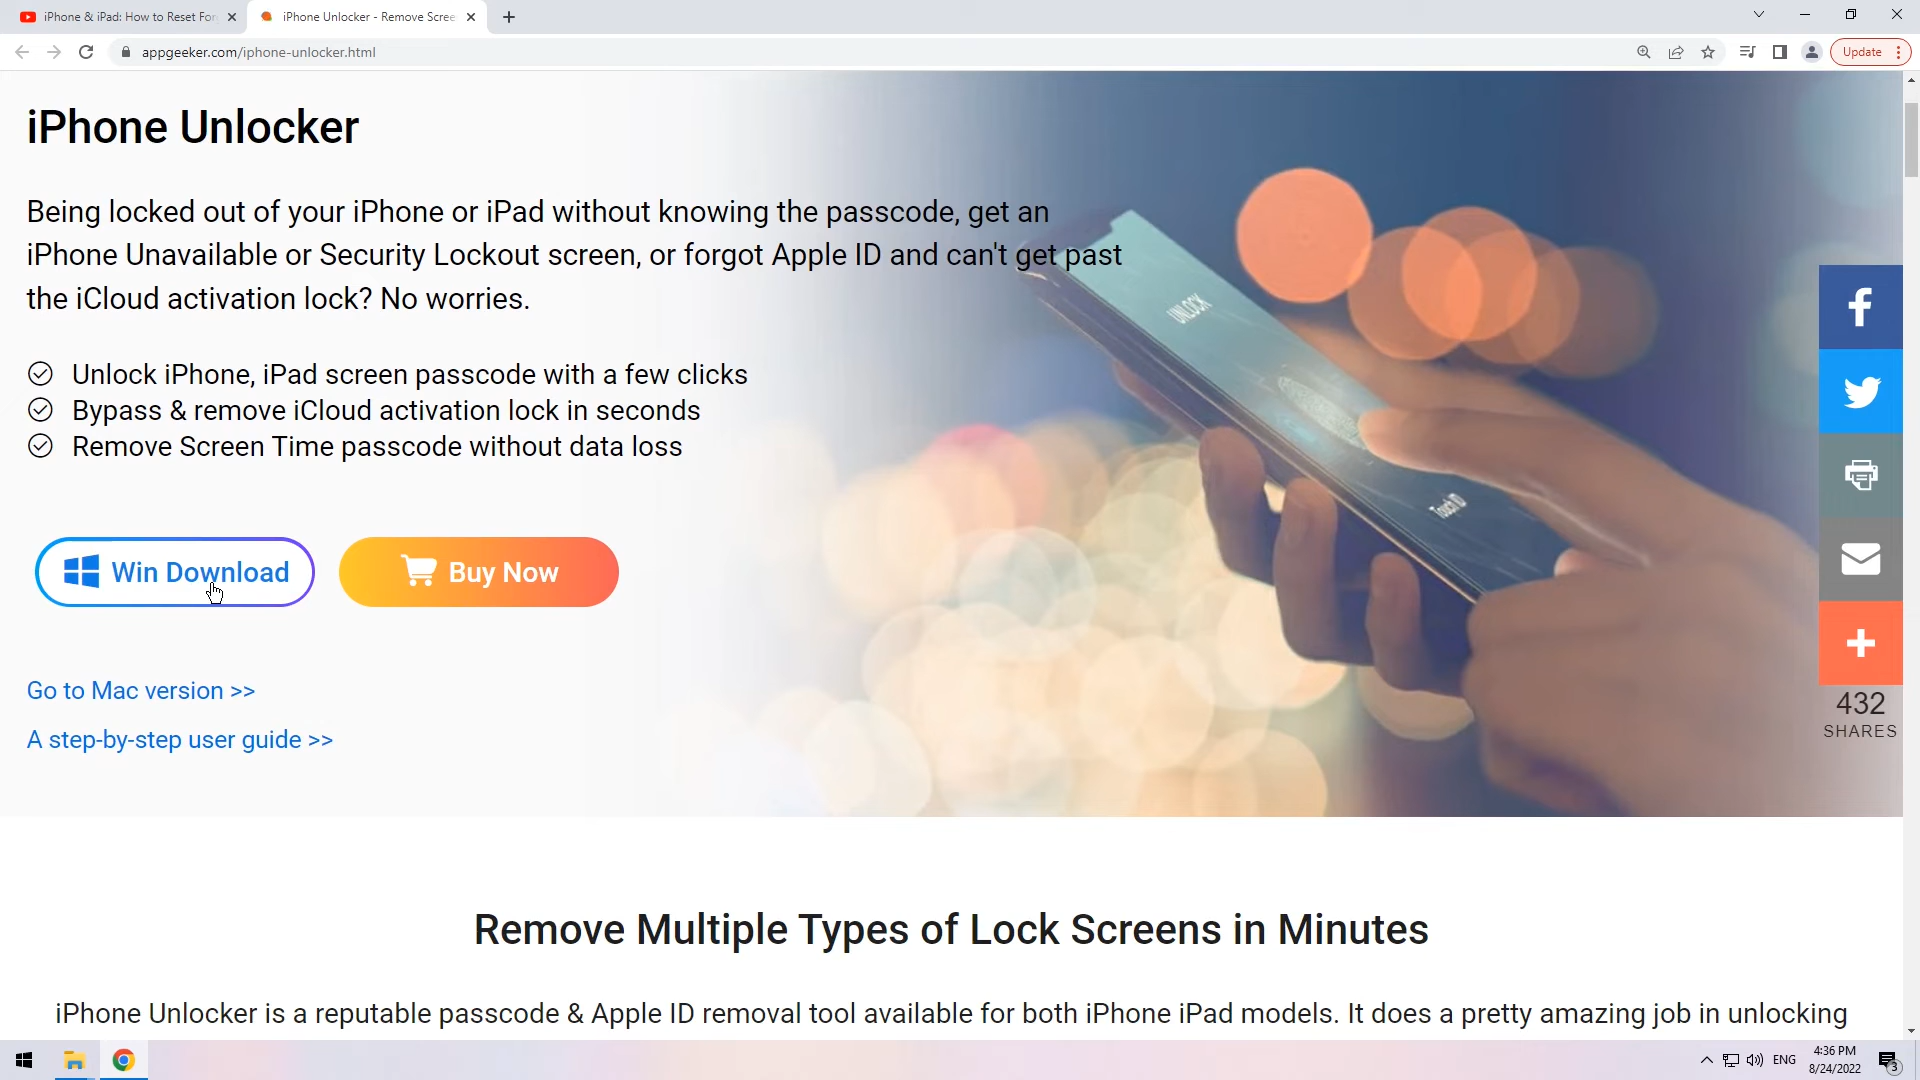 iPhone & iPad: How to Reset For
iPhone Unlocker - Remove Scree
appgeeker.com/iphone-unlocker.html
Update
iPhone Unlocker
Being locked out of your iPhone or iPad without knowing the passcode, get an
iPhone Unavailable or Security Lockout screen, or forgot Apple ID and can't get past
the iCloud activation lock? No worries.
Unlock iPhone, iPad screen passcode with a few clicks
Bypass & remove iCloud activation lock in seconds
Remove Screen Time passcode without data loss
UNLOCK
Touch ID
Win Download
Buy Now
Go to Mac version >>
A step-by-step user guide >>
432
SHARES
Remove Multiple Types of Lock Screens in Minutes
iPhone Unlocker is a reputable passcode & Apple ID removal tool available for both iPhone iPad models. It does a pretty amazing job in unlocking
ENG
4:36 PM
8/24/2022
3